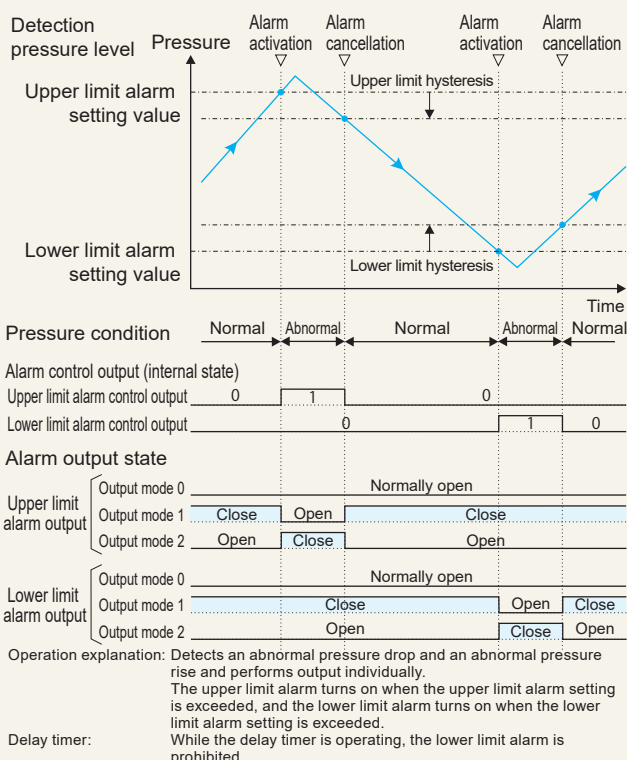 Detection pressure level
Pressure
Alarm activation
Alarm cancellation
Alarm activation
Alarm cancellation
Upper limit alarm setting value
Upper limit hysteresis
Lower limit alarm setting value
Lower limit hysteresis
Time
Pressure condition Normal Abnormal Normal Abnormal Normal
Alarm control output (internal state)
Upper limit alarm control output 0 1 0
Lower limit alarm control output 0 1 0
Alarm output state
Upper limit alarm output
Output mode 0 Normally open
Output mode 1 Close Open Close
Output mode 2 Open Close Open
Lower limit alarm output
Output mode 0 Normally open
Output mode 1 Close Open Close
Output mode 2 Open Close Open
Operation explanation: Detects an abnormal pressure drop and an abnormal pressure
rise and performs output individually.
The upper limit alarm turns on when the upper limit alarm setting
is exceeded, and the lower limit alarm turns on when the lower
limit alarm setting is exceeded.
Delay timer: While the delay timer is operating, the lower limit alarm is
prohibited